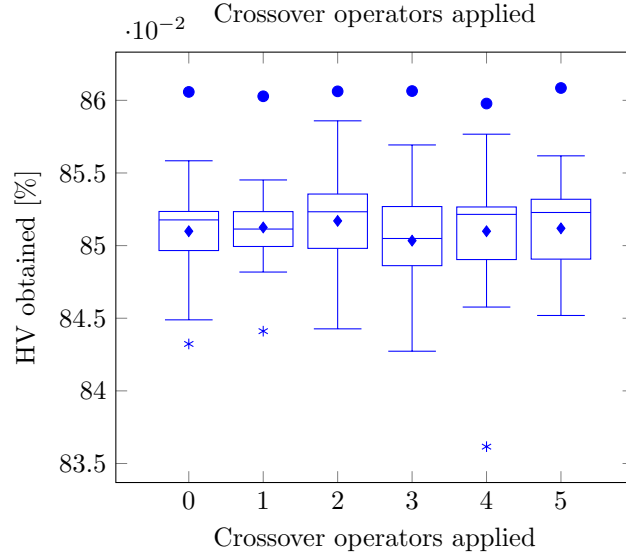 Crossover operators applied
·10⁻²
86
85.5
85
84.5
84
83.5
HV obtained [%]
0 1 2 3 4 5
Crossover operators applied